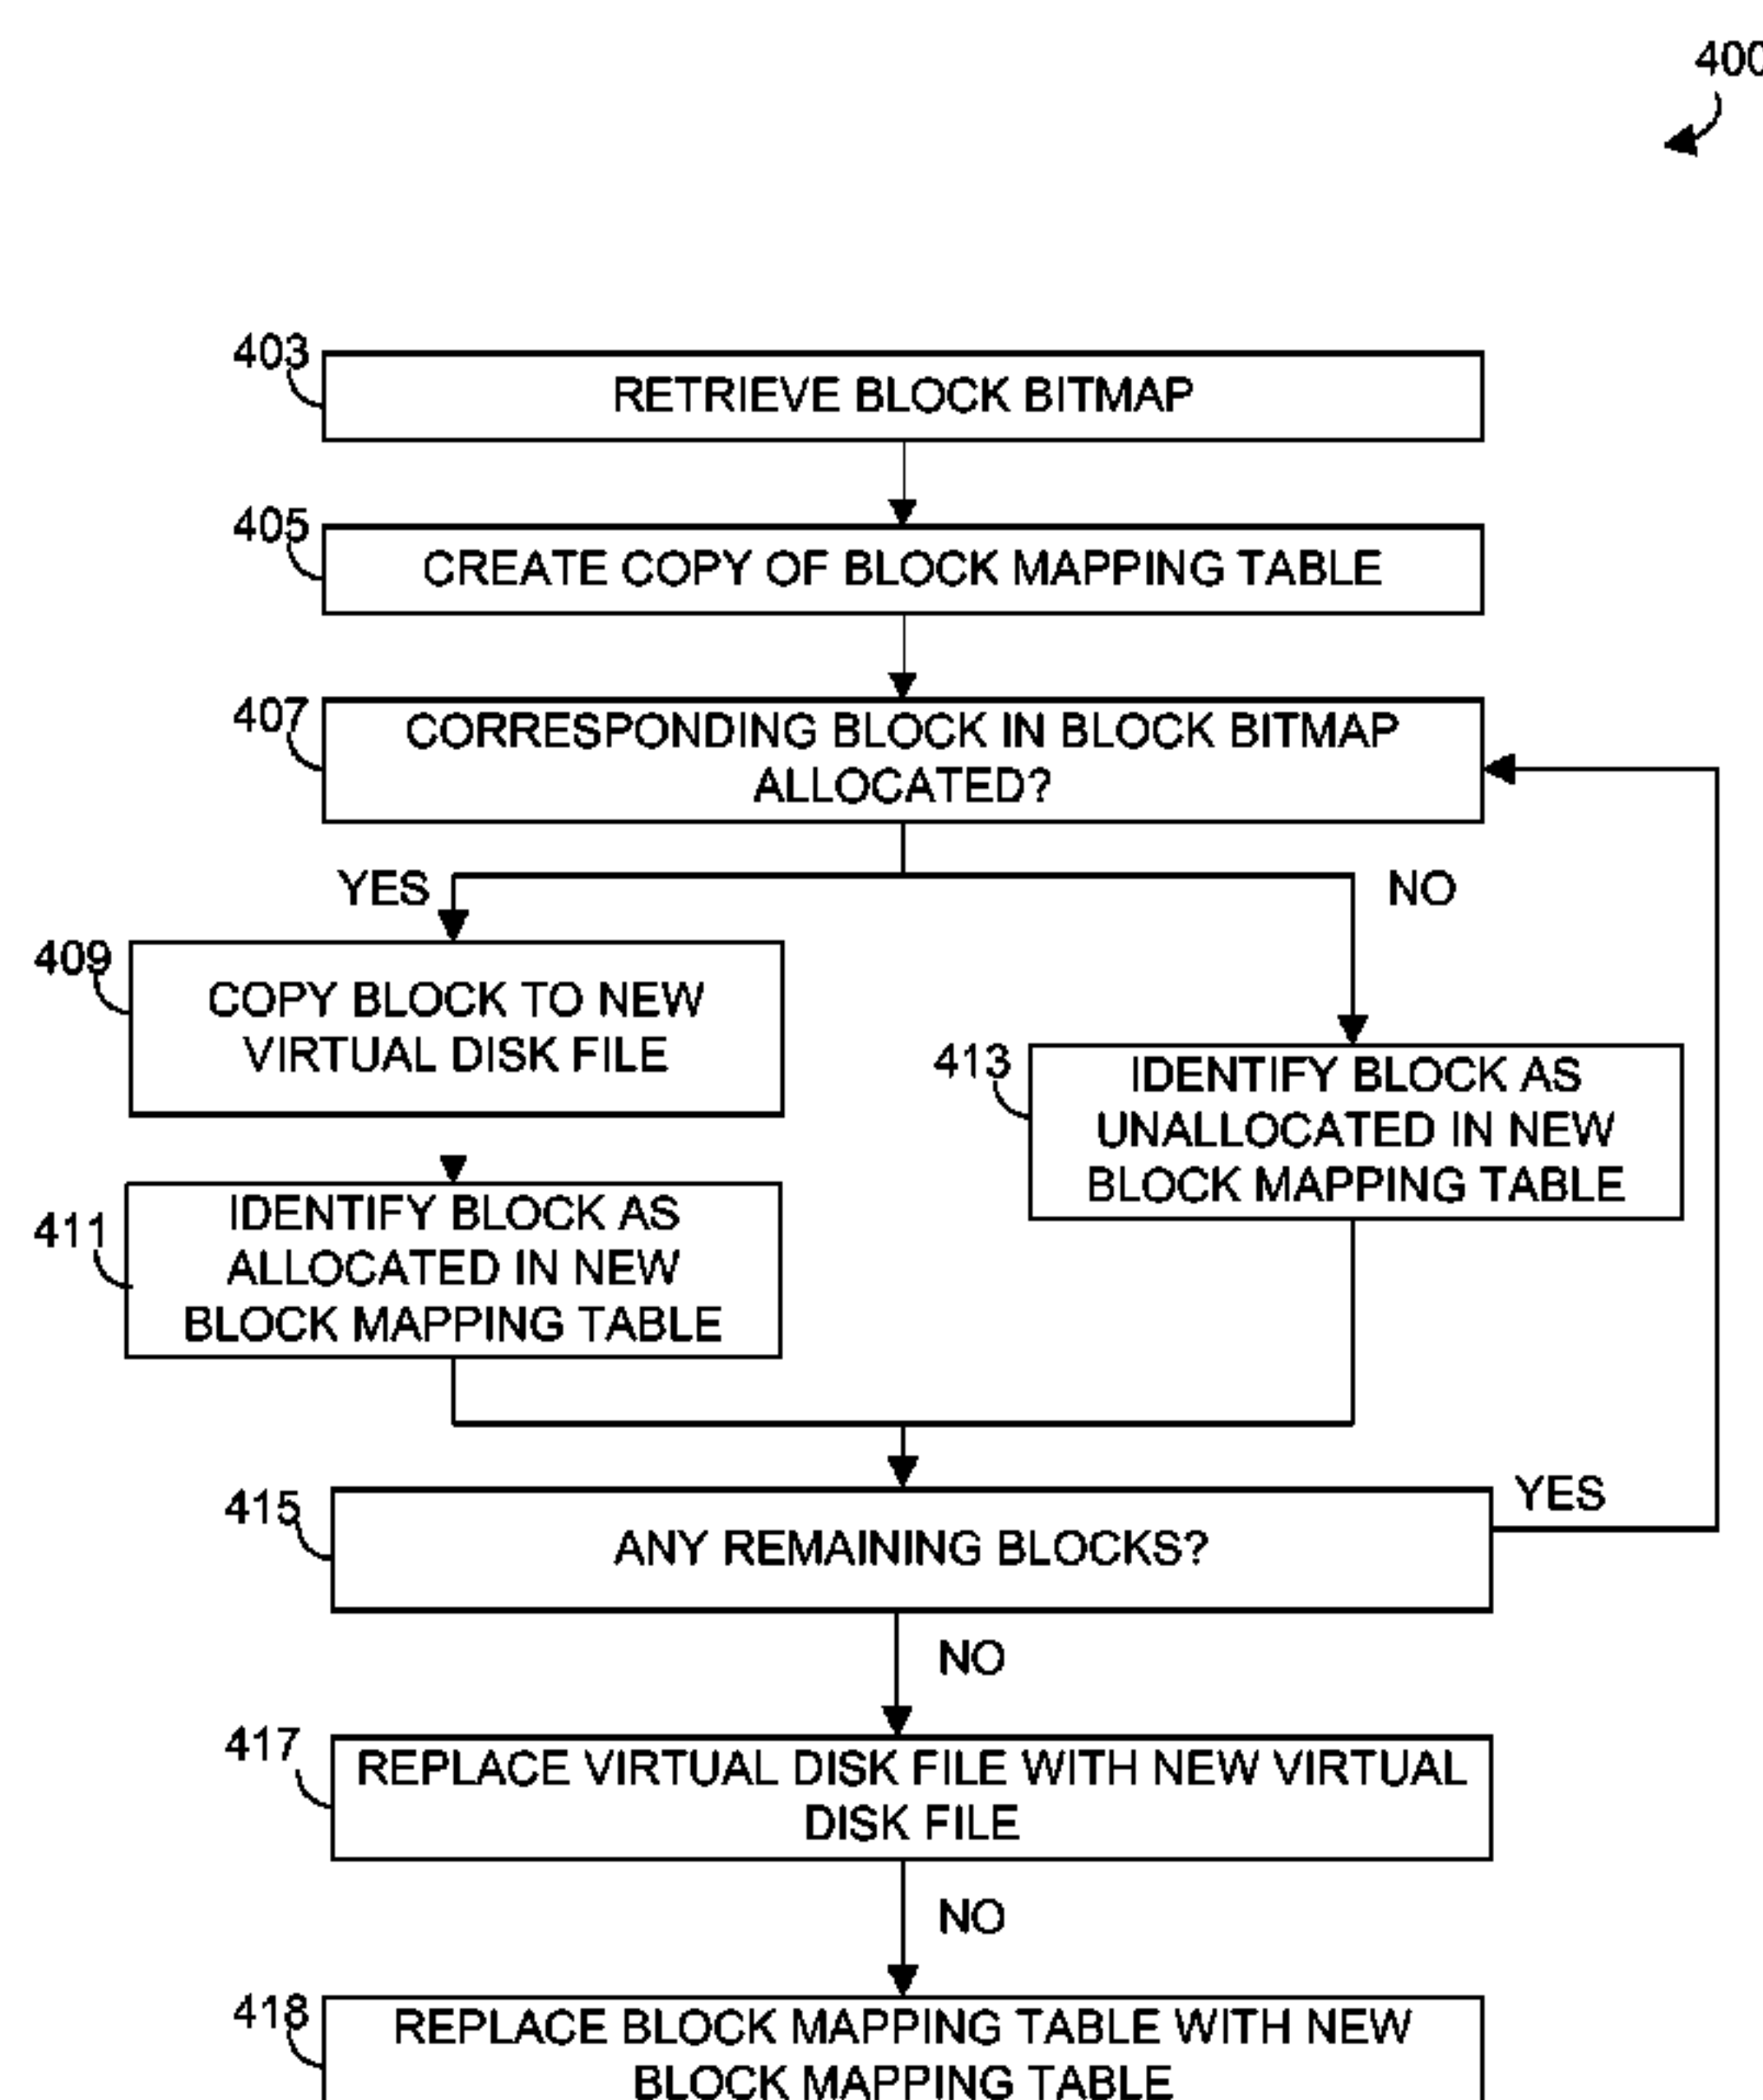 400
403
RETRIEVE BLOCK BITMAP
405
CREATE COPY OF BLOCK MAPPING TABLE
407
CORRESPONDING BLOCK IN BLOCK BITMAP
ALLOCATED?
YES
NO
409
COPY BLOCK TO NEW
VIRTUAL DISK FILE
413
IDENTIFY BLOCK AS
UNALLOCATED IN NEW
BLOCK MAPPING TABLE
411
IDENTIFY BLOCK AS
ALLOCATED IN NEW
BLOCK MAPPING TABLE
415
ANY REMAINING BLOCKS?
YES
NO
417
REPLACE VIRTUAL DISK FILE WITH NEW VIRTUAL
DISK FILE
NO
418
REPLACE BLOCK MAPPING TABLE WITH NEW
BLOCK MAPPING TABLE